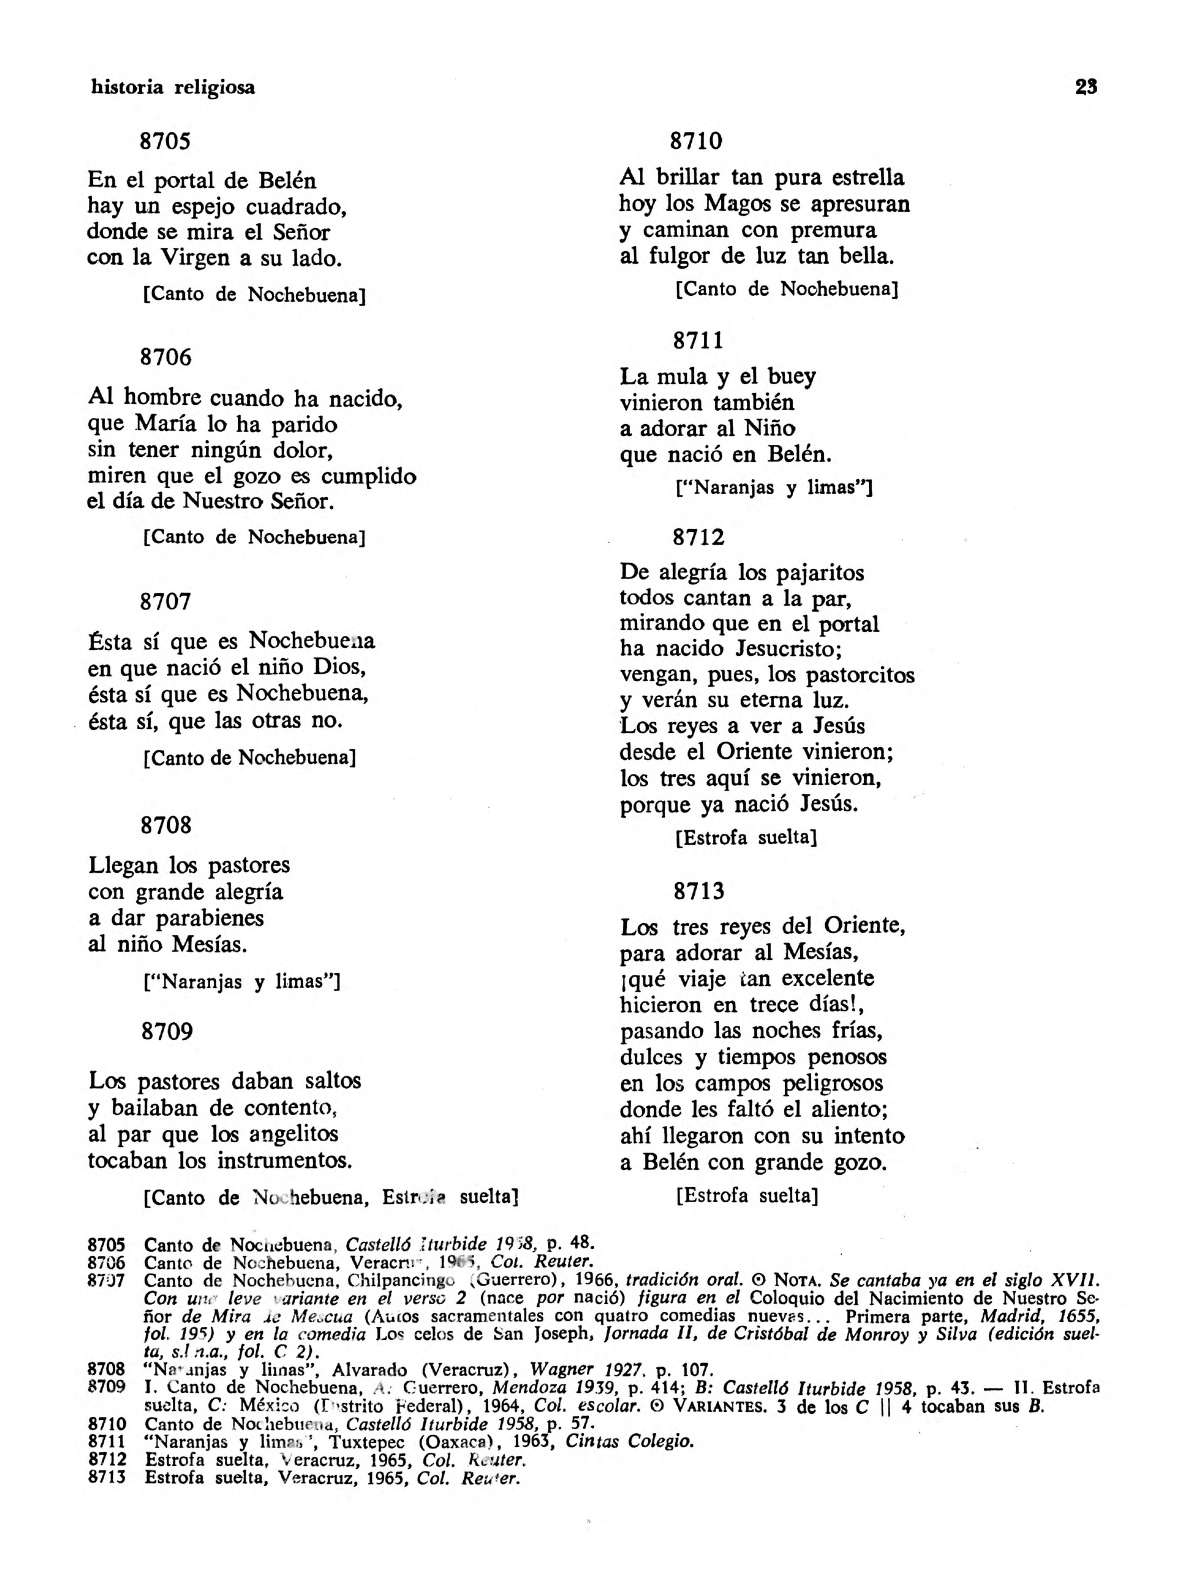 historia religiosa
23
8705
En el portal de Belén
hay un espejo cuadrado,
donde se mira el Señor
con la Virgen a su lado.
[Canto de Nochebuena]
8706
Al hombre cuando ha nacido,
que María lo ha parido
sin tener ningún dolor,
miren que el gozo es cumplido
el día de Nuestro Señor.
[Canto de Nochebuena]
8707
Ésta sí que es Nochebuena
en que nació el niño Dios,
ésta sí que es Nochebuena,
ésta sí, que las otras no.
[Canto de Nochebuena]
8708
Llegan los pastores
con grande alegría
a dar parabienes
al niño Mesías.
["Naranjas y limas"]
8709
Los pastores daban saltos
y bailaban de contento,
al par que los angelitos
tocaban los instrumentos.
[Canto de Nochebuena, Estrofa suelta]
8710
Al brillar tan pura estrella
hoy los Magos se apresuran
y caminan con premura
al fulgor de luz tan bella.
[Canto de Nochebuena]
8711
La mula y el buey
vinieron también
a adorar al Niño
que nació en Belén.
["Naranjas y limas"]
8712
De alegría los pajaritos
todos cantan a la par,
mirando que en el portal
ha nacido Jesucristo;
vengan, pues, los pastorcitos
y verán su eterna luz.
Los reyes a ver a Jesús
desde el Oriente vinieron;
los tres aquí se vinieron,
porque ya nació Jesús.
[Estrofa suelta]
8713
Los tres reyes del Oriente,
para adorar al Mesías,
¡qué viaje tan excelente
hicieron en trece días!,
pasando las noches frías,
dulces y tiempos penosos
en los campos peligrosos
donde les faltó el aliento;
ahí llegaron con su intento
a Belén con grande gozo.
[Estrofa suelta]
8705 Canto de Nochebuena, Castelló Iturbide 1958, p. 48.
8706 Canto de Nochebuena, Veracruz, 1965, Col. Reuter.
8707 Canto de Nochebuena, Chilpancingo (Guerrero), 1966, tradición oral. ⊙ NOTA. Se cantaba ya en el siglo XVII.
Con una leve variante en el verso 2 (nace por nació) figura en el Coloquio del Nacimiento de Nuestro Se-
ñor de Mira de Mescua (Autos sacramentales con quatro comedias nuevas... Primera parte, Madrid, 1655,
fol. 195) y en la comedia Los celos de San Joseph, Jornada II, de Cristóbal de Monroy y Silva (edición suel-
ta, s.l.n.a., fol. C 2).
8708 "Naranjas y limas", Alvarado (Veracruz), Wagner 1927, p. 107.
8709 I. Canto de Nochebuena, A: Guerrero, Mendoza 1939, p. 414; B: Castelló Iturbide 1958, p. 43. — II. Estrofa
suelta, C: México (Distrito Federal), 1964, Col. escolar. ⊙ VARIANTES. 3 de los C || 4 tocaban sus B.
8710 Canto de Nochebuena, Castelló Iturbide 1958, p. 57.
8711 "Naranjas y limas", Tuxtepec (Oaxaca), 1963, Cintas Colegio.
8712 Estrofa suelta, Veracruz, 1965, Col. Reuter.
8713 Estrofa suelta, Veracruz, 1965, Col. Reuter.